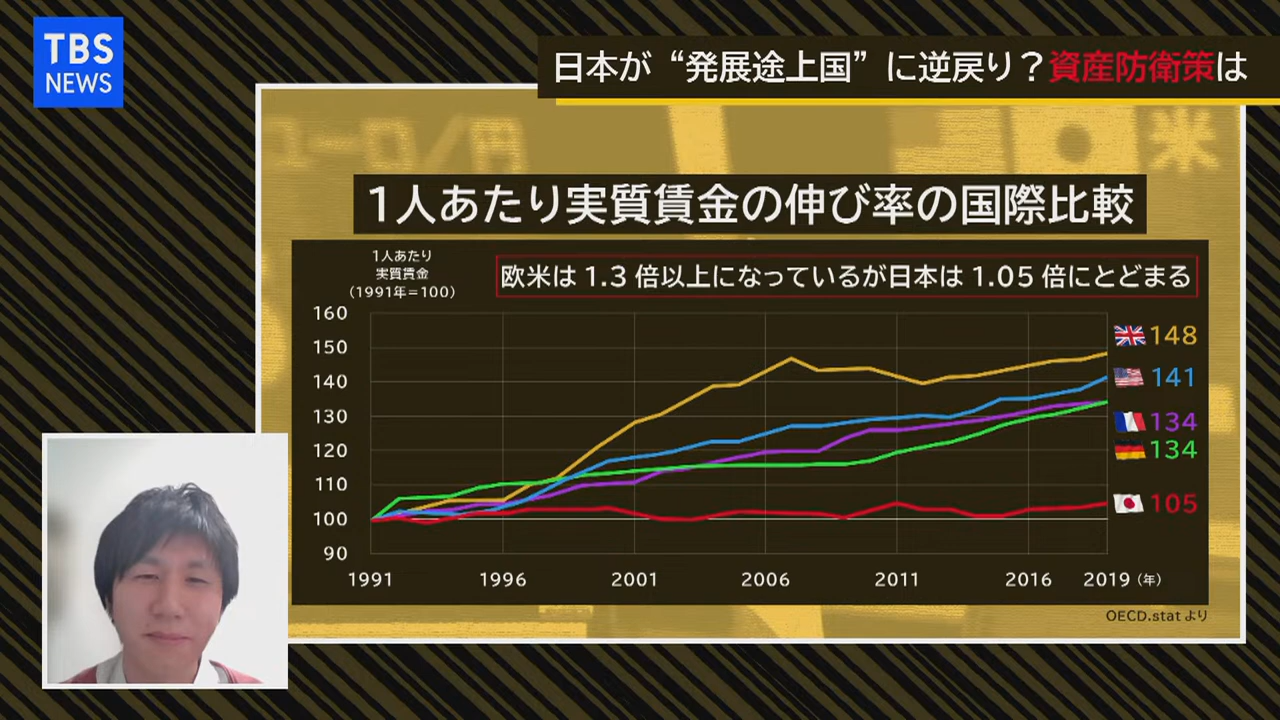 TBS
NEWS
日本が“発展途上国”に逆戻り？資産防衛策は
ユーロ/円
米
1人あたり実質賃金の伸び率の国際比較
1人あたり
実質賃金
（1991年＝100）
欧米は 1.3 倍以上になっているが日本は 1.05 倍にとどまる
160
150
140
130
120
110
100
90
148
141
134
134
105
1991
1996
2001
2006
2011
2016
2019（年）
OECD.stat より